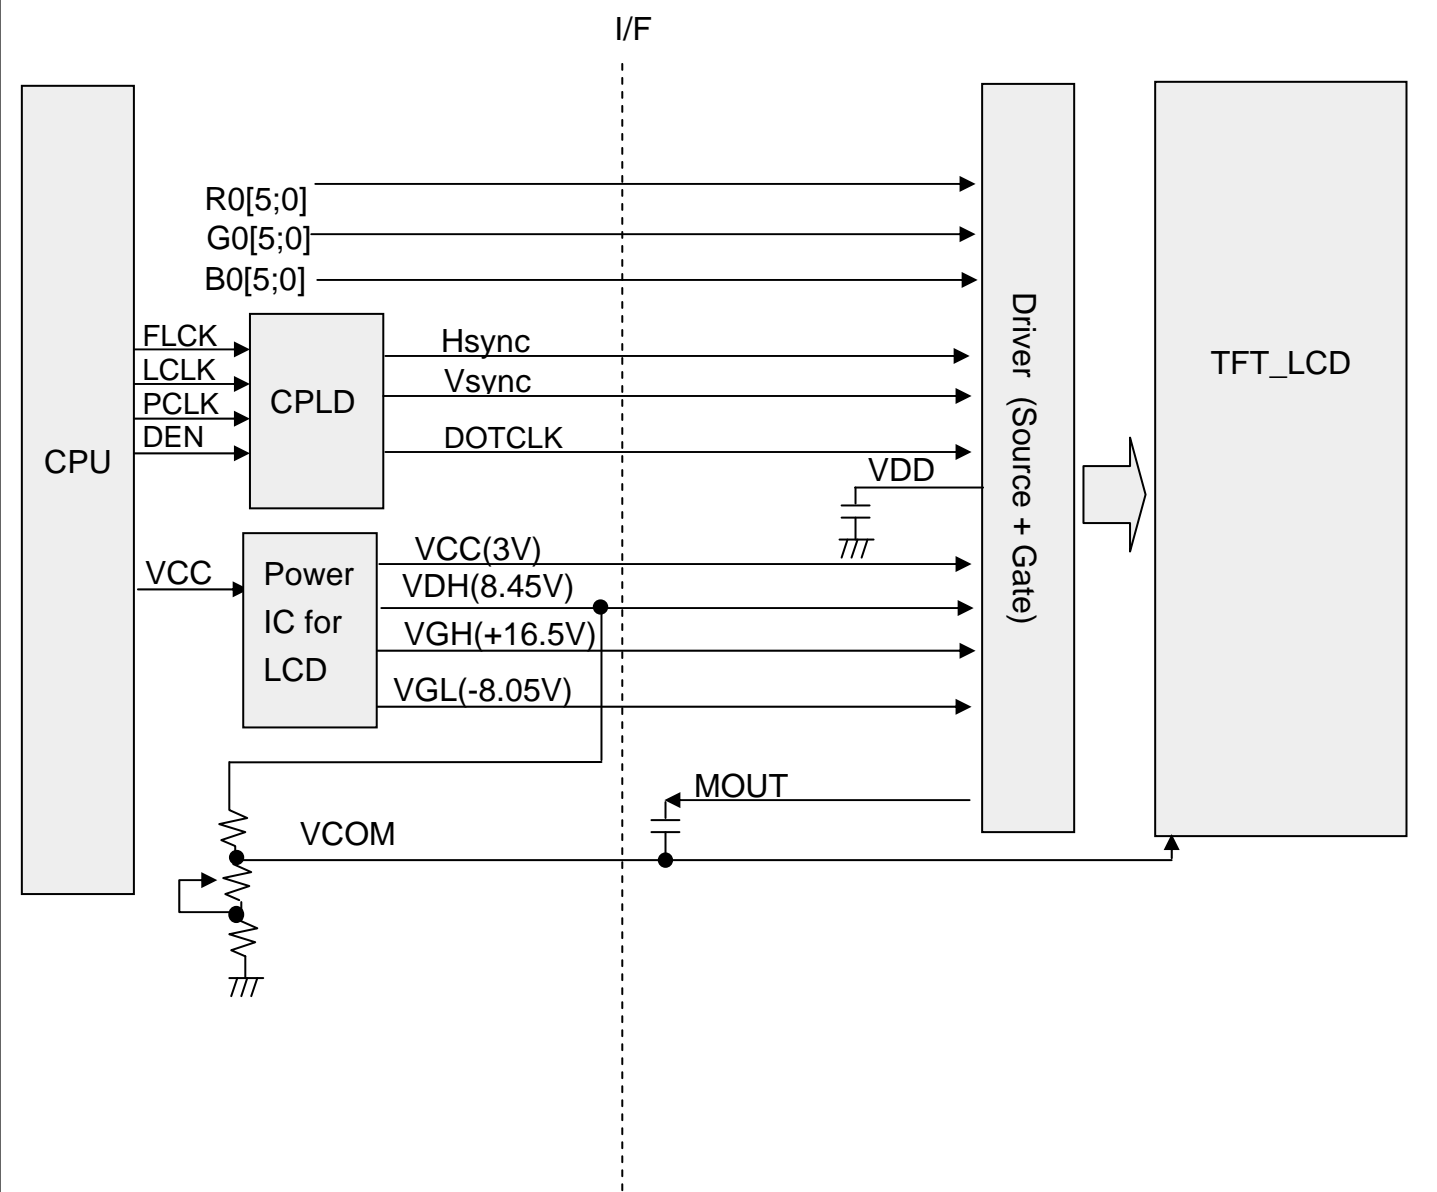 I/F
R0[5;0]
G0[5;0]
B0[5;0]
FLCK
LCLK
PCLK
DEN
CPU
CPLD
Hsync
Vsync
DOTCLK
VDD
Driver (Source + Gate)
TFT_LCD
VCC
Power
IC for
LCD
VCC(3V)
VDH(8.45V)
VGH(+16.5V)
VGL(-8.05V)
MOUT
VCOM